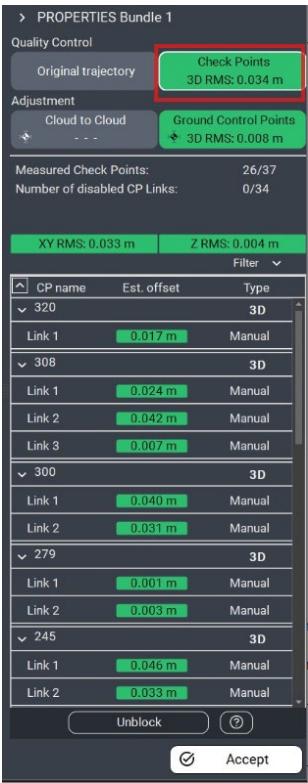 > PROPERTIES Bundle 1
Quality Control
Original trajectory
Check Points
3D RMS: 0.034 m
Adjustment
Cloud to Cloud
- - -
Ground Control Points
3D RMS: 0.008 m
Measured Check Points: 26/37
Number of disabled CP Links: 0/34
XY RMS: 0.033 m Z RMS: 0.004 m
Filter
CP name Est. offset Type
320 3D
Link 1 0.017 m Manual
308 3D
Link 1 0.024 m Manual
Link 2 0.042 m Manual
Link 3 0.007 m Manual
300 3D
Link 1 0.040 m Manual
Link 2 0.031 m Manual
279 3D
Link 1 0.001 m Manual
Link 2 0.003 m Manual
245 3D
Link 1 0.046 m Manual
Link 2 0.033 m Manual
Unblock ?
Accept